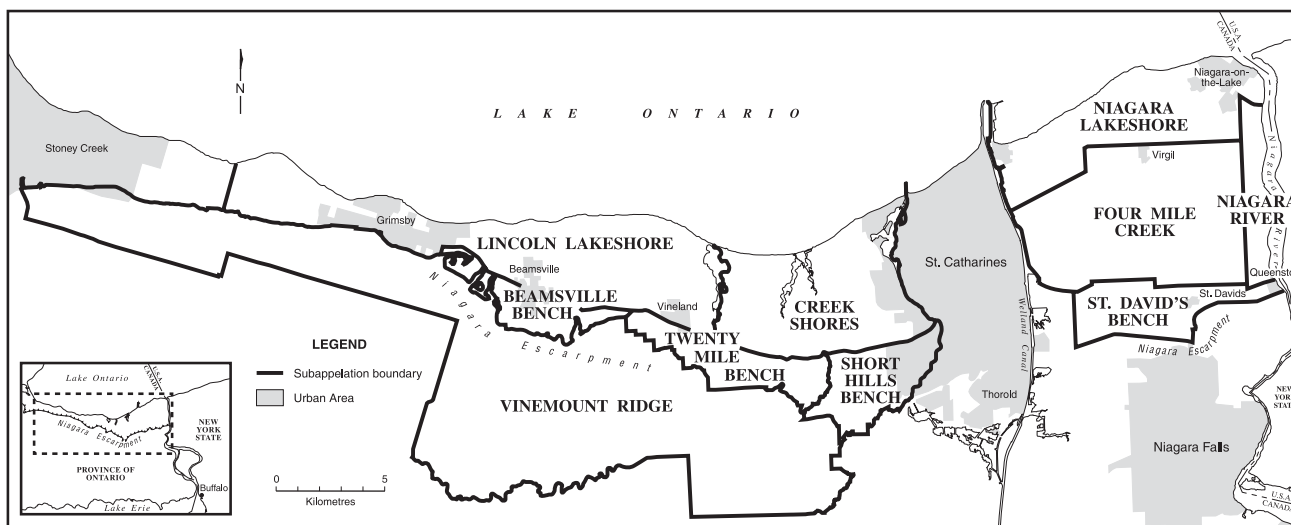 LAKE ONTARIO
N
Stoney Creek
Grimsby
LINCOLN LAKESHORE
Beamsville
BEAMSVILLE
BENCH
Vineland
Niagara Escarpment
TWENTY
MILE
BENCH
CREEK
SHORES
SHORT
HILLS
BENCH
VINEMOUNT RIDGE
St. Catharines
Welland Canal
Thorold
U.S.A.
CANADA
Niagara-on-
the-Lake
NIAGARA
LAKESHORE
Virgil
FOUR MILE
CREEK
NIAGARA
RIVER
Niagara River
Queensto
St. Davids
ST. DAVID'S
BENCH
Niagara Escarpment
NEW
YORK
STATE
Niagara Falls
U.S.A.
CANADA
LEGEND
Subappelation boundary
Urban Area
0 5
Kilometres
Lake Ontario
U.S.A.
CANADA
Niagara Escarpment
NEW
YORK
STATE
PROVINCE OF
ONTARIO
Buffalo
Lake Erie